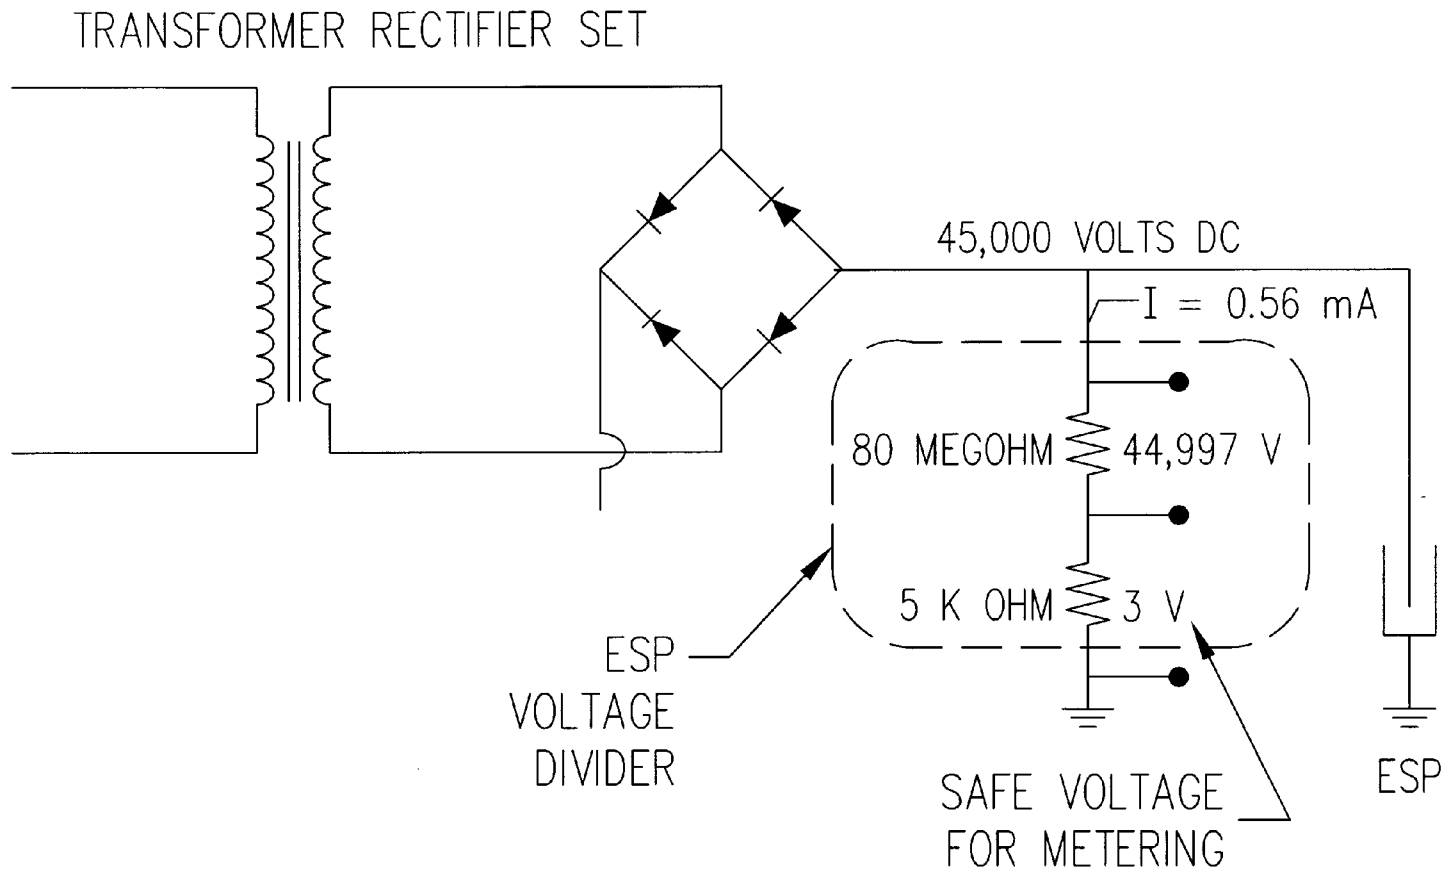 TRANSFORMER RECTIFIER SET
45,000 VOLTS DC
I = 0.56 mA
80 MEGOHM
44,997 V
5 K OHM
3 V
ESP
VOLTAGE
DIVIDER
SAFE VOLTAGE
FOR METERING
ESP